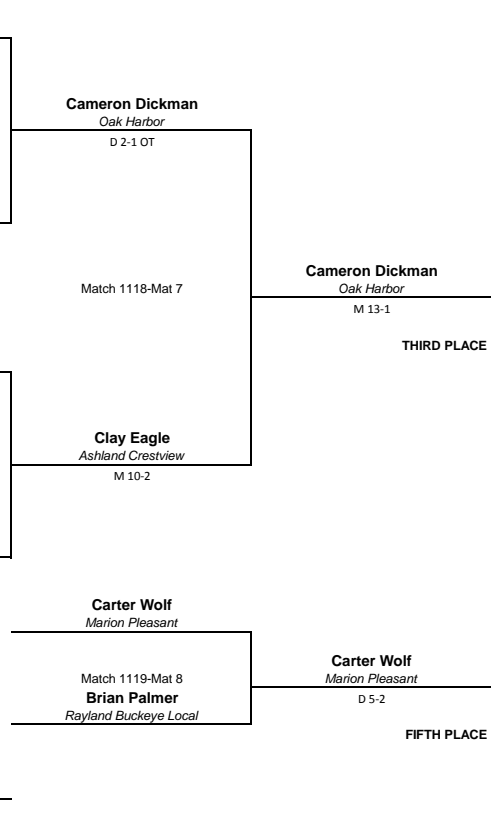 Cameron Dickman
Oak Harbor
D 2-1 OT
Match 1118-Mat 7
Cameron Dickman
Oak Harbor
M 13-1
THIRD PLACE
Clay Eagle
Ashland Crestview
M 10-2
Carter Wolf
Marion Pleasant
Match 1119-Mat 8
Brian Palmer
Rayland Buckeye Local
Carter Wolf
Marion Pleasant
D 5-2
FIFTH PLACE